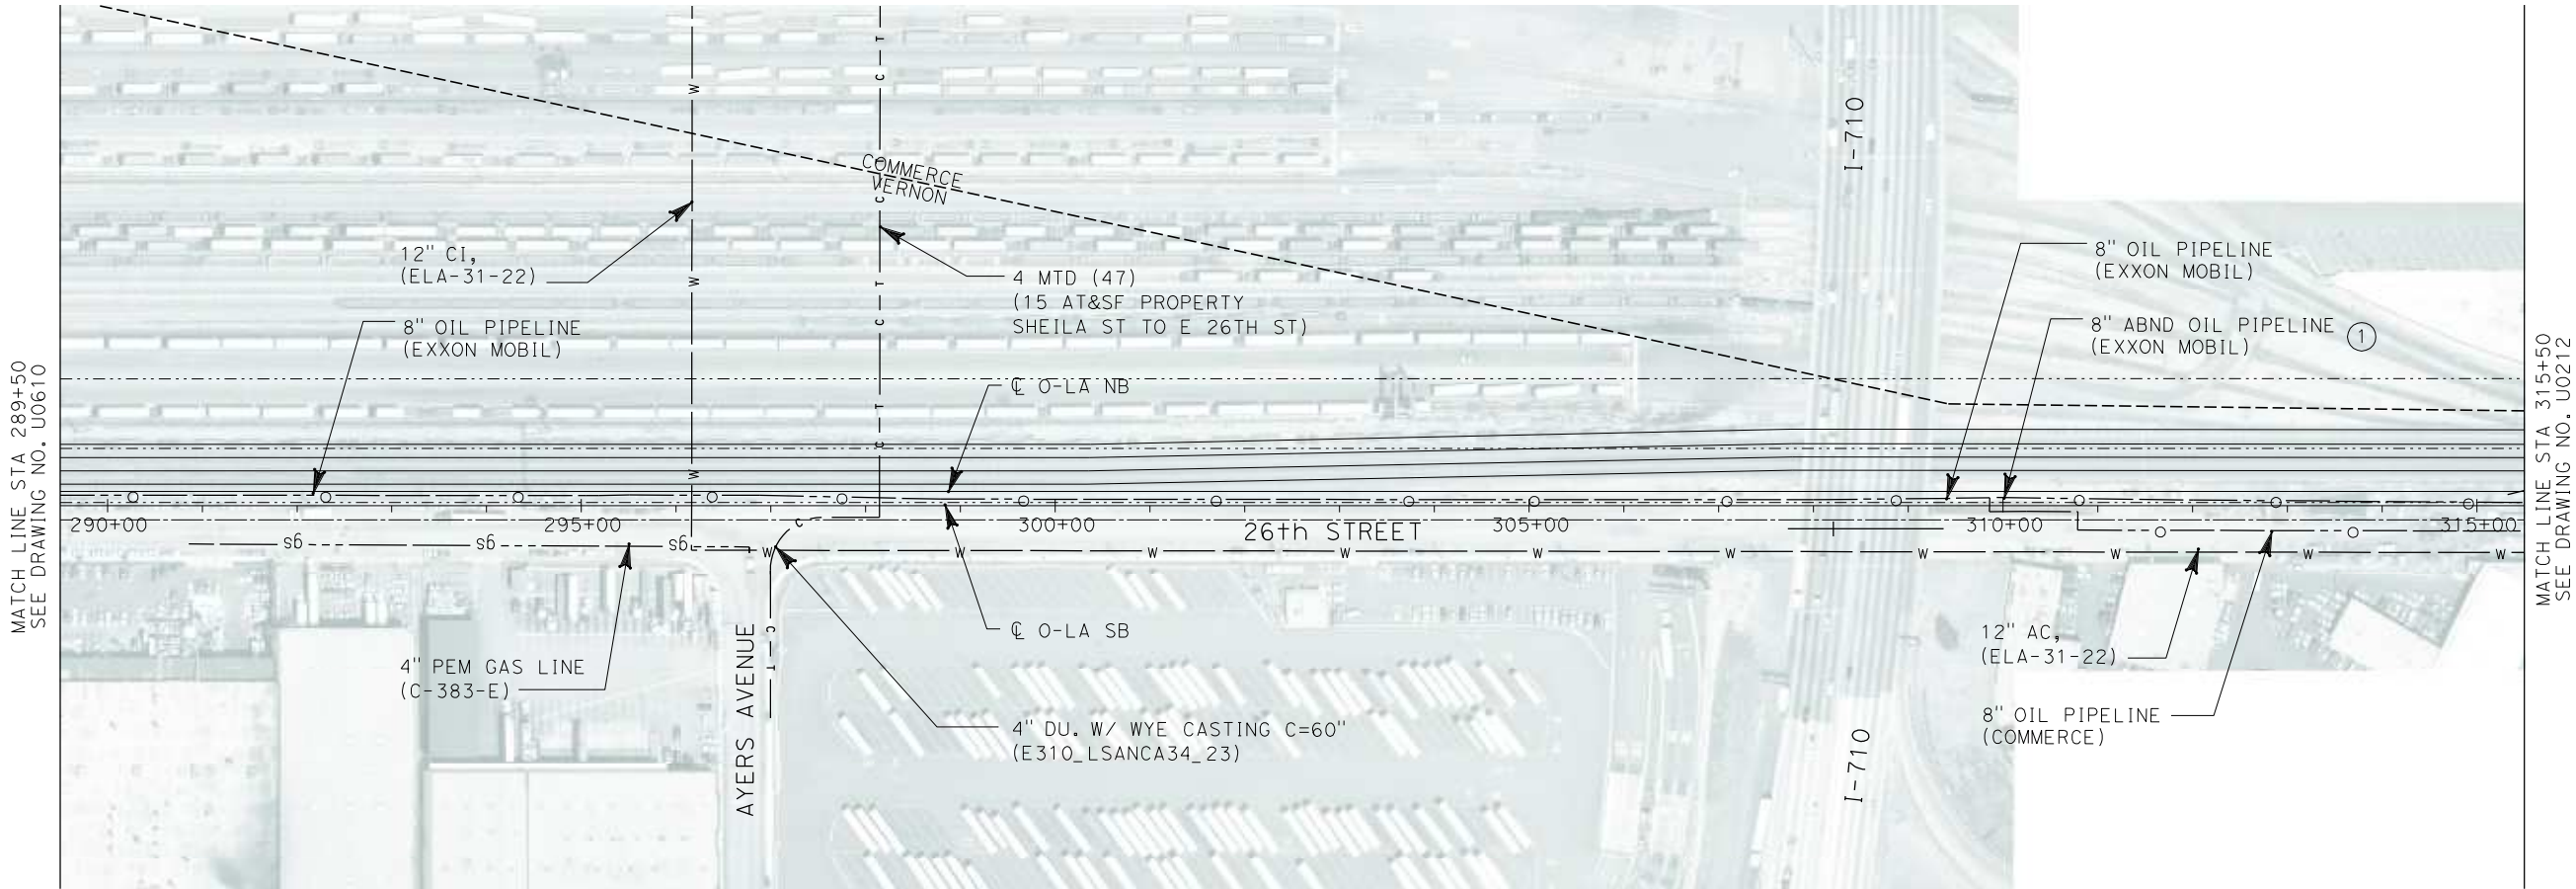 I-710
COMMERCE
VERNON
12" CI,
(ELA-31-22)
4 MTD (47)
(15 AT&SF PROPERTY
SHEILA ST TO E 26TH ST)
8" OIL PIPELINE
(EXXON MOBIL)
8" OIL PIPELINE
(EXXON MOBIL)
8" ABND OIL PIPELINE
(EXXON MOBIL)
1
℄ O-LA NB
MATCH LINE STA 289+50
SEE DRAWING NO. U0610
MATCH LINE STA 315+50
SEE DRAWING NO. U0212
290+00
295+00
300+00
26th STREET
305+00
310+00
315+00
W
W
W
W
T
C
T
C
C
T
C
T
C
SG
SG
SG
C
W
W
W
W
W
W
W
W
W
W
C
T
℄ O-LA SB
4" PEM GAS LINE
(C-383-E)
AYERS AVENUE
4" DU. W/ WYE CASTING C=60"
(E310_LSANCA34_23)
12" AC,
(ELA-31-22)
8" OIL PIPELINE
(COMMERCE)
I-710